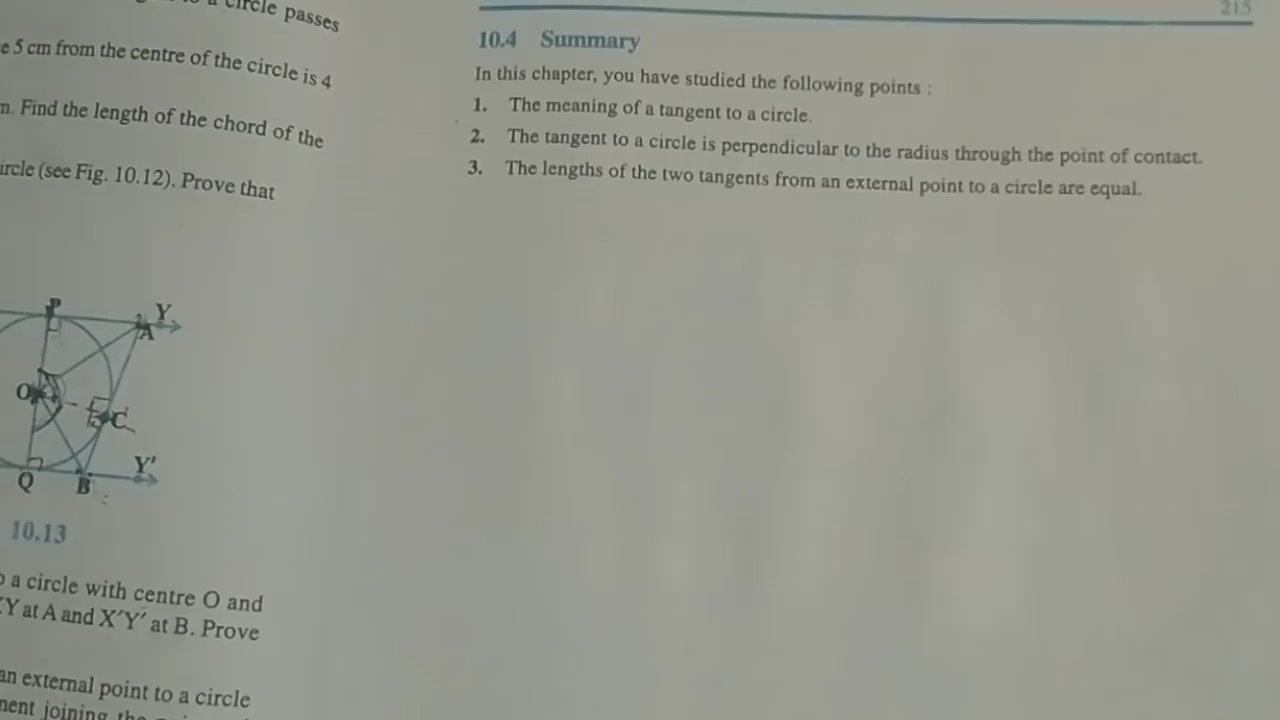 circle passes
5 cm from the centre of the circle is 4
Find the length of the chord of the
(see Fig. 10.12). Prove that
P
Y
A
O
C
Q
B
Y'
10.13
a circle with centre O and
Y at A and X'Y' at B. Prove
an external point to a circle
joining the
215
10.4 Summary
In this chapter, you have studied the following points :
1. The meaning of a tangent to a circle.
2. The tangent to a circle is perpendicular to the radius through the point of contact.
3. The lengths of the two tangents from an external point to a circle are equal.